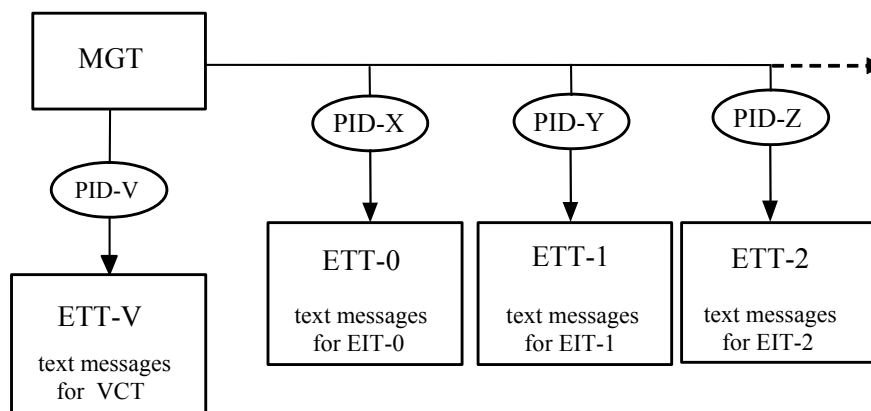 MGT
PID-X
PID-Y
PID-Z
PID-V
ETT-0
text messages
for EIT-0
ETT-1
text messages
for EIT-1
ETT-2
text messages
for EIT-2
ETT-V
text messages
for VCT